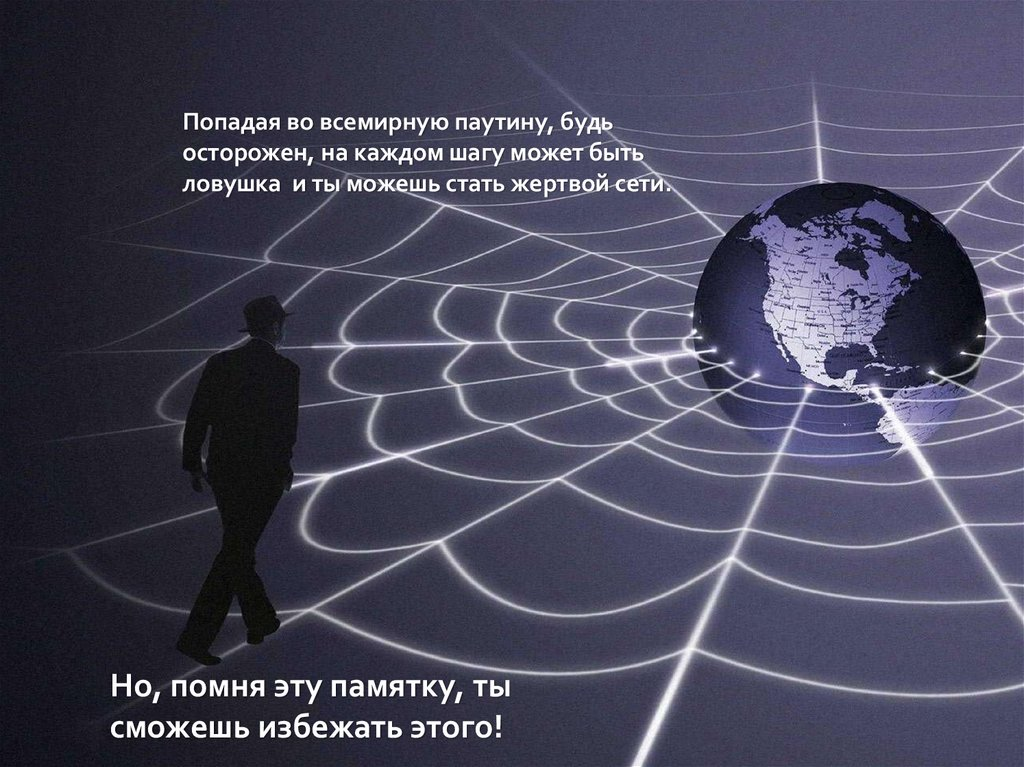 Попадая во всемирную паутину, будь
осторожен, на каждом шагу может быть
ловушка и ты можешь стать жертвой сети.
Но, помня эту памятку, ты
сможешь избежать этого!